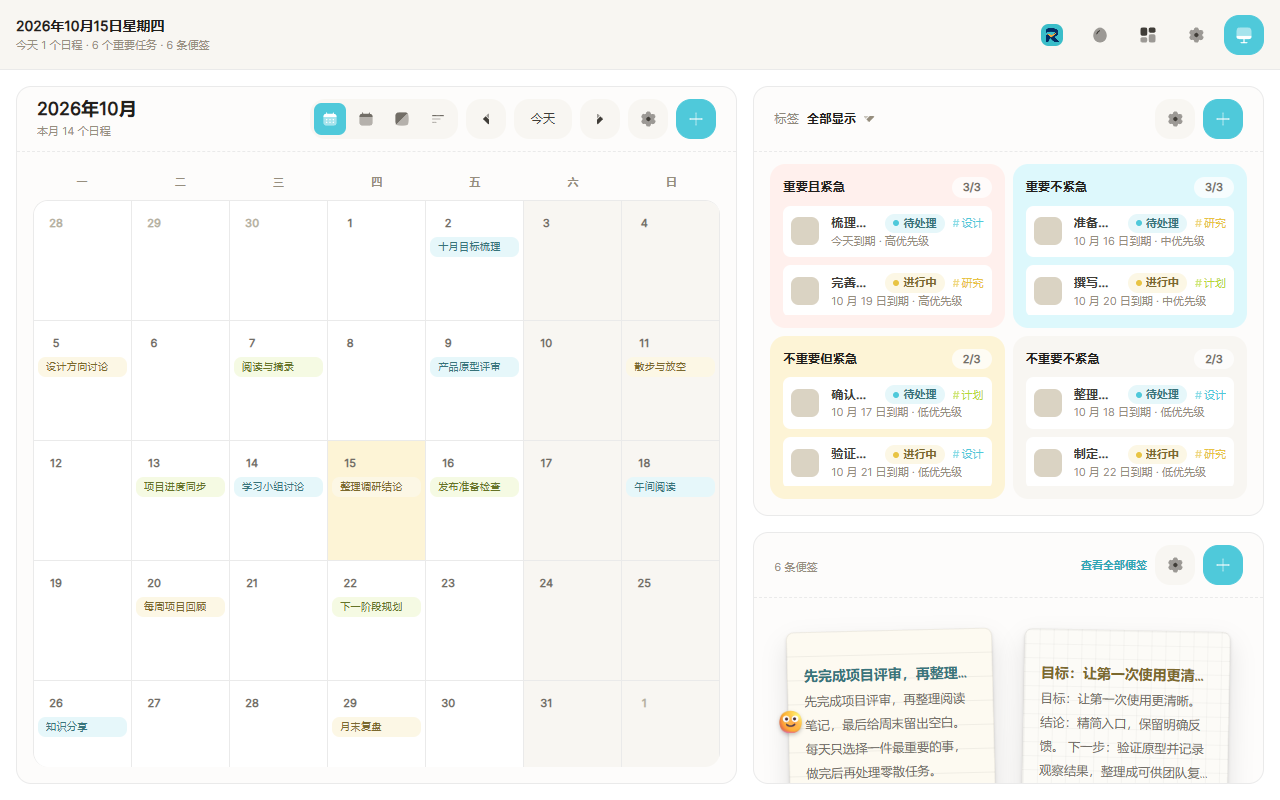 2026年10月15日星期四
今天 1 个日程 · 6 个重要任务 · 6 条便签
2026年10月
本月 14 个日程
今天
一 二 三 四 五 六 日
28 29 30 1 2 3 4
十月目标梳理
5 6 7 8 9 10 11
设计方向讨论 阅读与摘录 产品原型评审 散步与放空
12 13 14 15 16 17 18
项目进度同步 学习小组讨论 整理调研结论 发布准备检查 午间阅读
19 20 21 22 23 24 25
每周项目回顾 下一阶段规划
26 27 28 29 30 31 1
知识分享 月末复盘
标签 全部显示
重要且紧急 3/3
梳理... 待处理 #设计
今天到期 · 高优先级
完善... 进行中 #研究
10 月 19 日到期 · 高优先级
重要不紧急 3/3
准备... 待处理 #研究
10 月 16 日到期 · 中优先级
撰写... 进行中 #计划
10 月 20 日到期 · 中优先级
不重要但紧急 2/3
确认... 待处理 #计划
10 月 17 日到期 · 低优先级
验证... 进行中 #设计
10 月 21 日到期 · 低优先级
不重要不紧急 2/3
整理... 待处理 #设计
10 月 18 日到期 · 低优先级
制定... 进行中 #研究
10 月 22 日到期 · 低优先级
6 条便签
查看全部便签
先完成项目评审，再整理...
先完成项目评审，再整理阅读
笔记，最后给周末留出空白。
每天只选择一件最重要的事，
做完后再处理零散任务。
目标：让第一次使用更清...
目标：让第一次使用更清晰。
结论：精简入口，保留明确反
馈。 下一步：验证原型并记录
观察结果，整理成可供团队复...